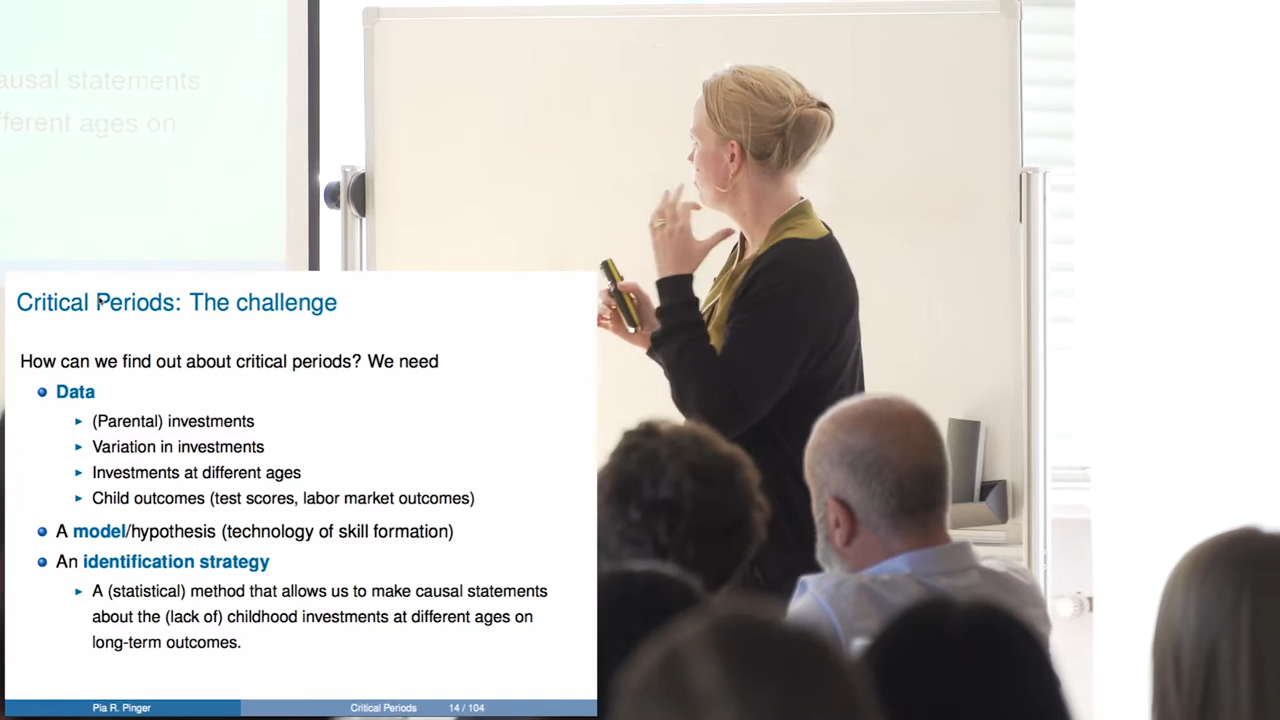 ausal statements
ferent ages on
Critical Periods: The challenge
How can we find out about critical periods? We need
Data
(Parental) investments
Variation in investments
Investments at different ages
Child outcomes (test scores, labor market outcomes)
A model/hypothesis (technology of skill formation)
An identification strategy
A (statistical) method that allows us to make causal statements
about the (lack of) childhood investments at different ages on
long-term outcomes.
Pia R. Pinger Critical Periods 14 / 104